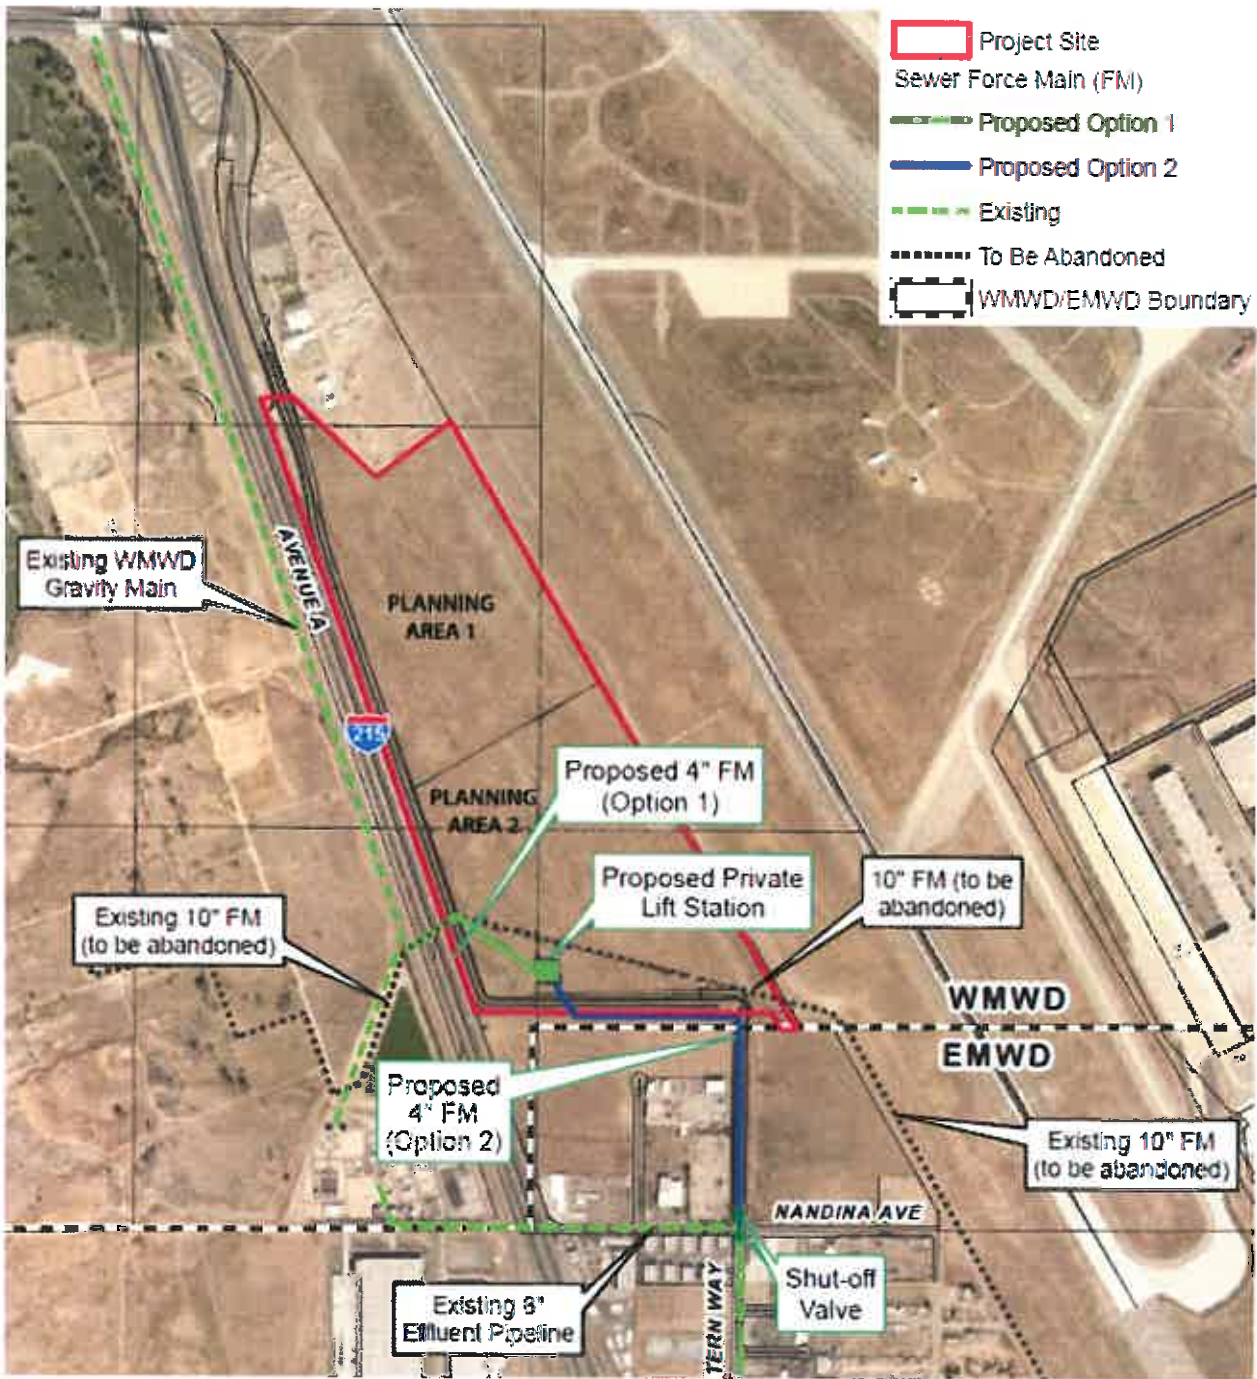 Project Site
Sewer Force Main (FM)
Proposed Option 1
Proposed Option 2
Existing
To Be Abandoned
WMWD/EMWD Boundary
Existing WMWD
Gravity Main
AVENUE A
PLANNING
AREA 1
215
PLANNING
AREA 2
Proposed 4" FM
(Option 1)
Proposed Private
Lift Station
10" FM (to be
abandoned)
Existing 10" FM
(to be abandoned)
WMWD
EMWD
Proposed
4" FM
(Option 2)
Existing 10" FM
(to be abandoned)
NANDINA AVE
Shut-off
Valve
Existing 8"
Effluent Pipeline
TERN WAY